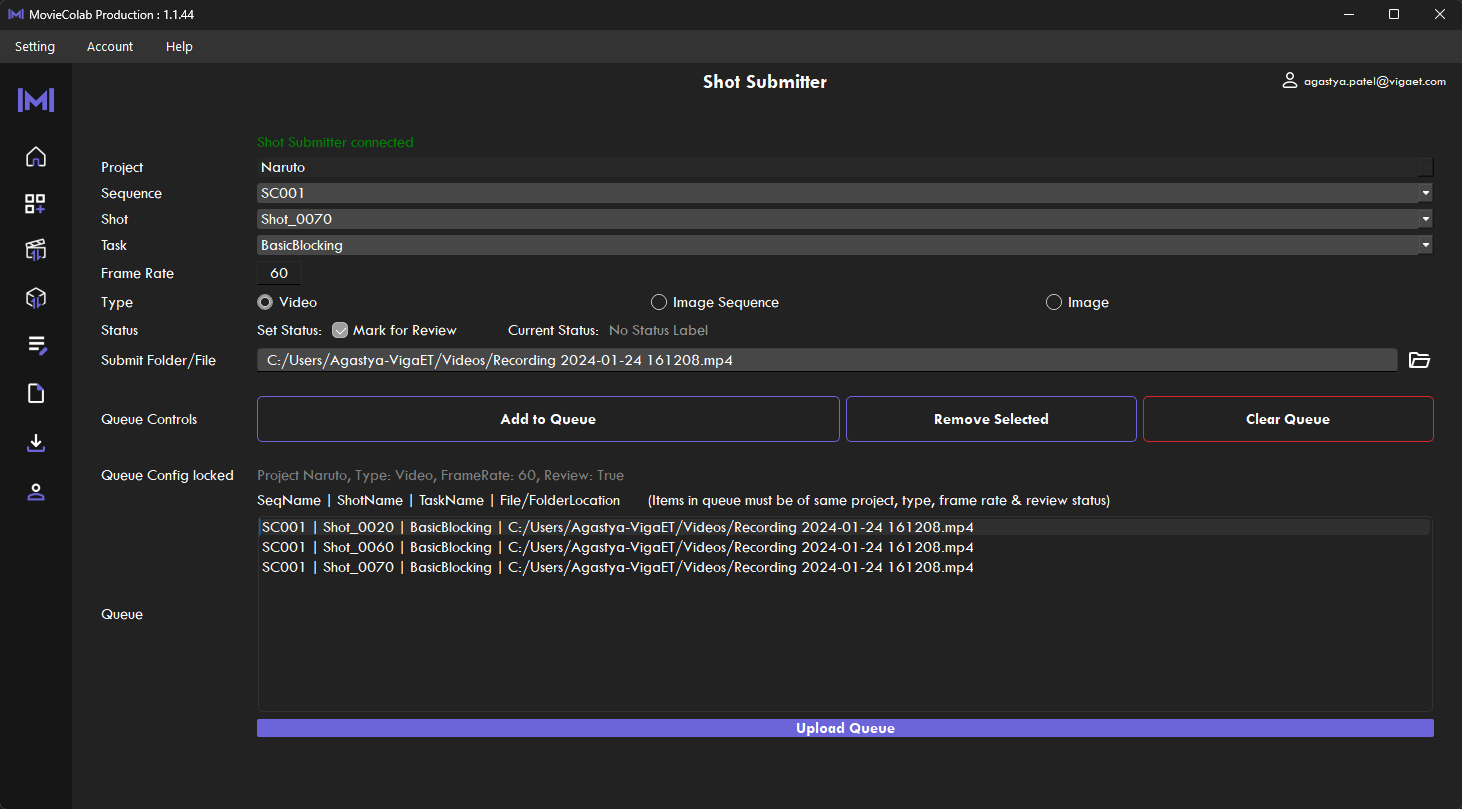 MovieColab Production : 1.1.44
Setting Account Help
Shot Submitter
agastya.patel@vigaet.com
Shot Submitter connected
Project Naruto
Sequence SC001
Shot Shot_0070
Task BasicBlocking
Frame Rate 60
Type Video Image Sequence Image
Status Set Status: Mark for Review Current Status: No Status Label
Submit Folder/File C:/Users/Agastya-VigaET/Videos/Recording 2024-01-24 161208.mp4
Queue Controls Add to Queue Remove Selected Clear Queue
Queue Config locked Project Naruto, Type: Video, FrameRate: 60, Review: True
SeqName | ShotName | TaskName | File/FolderLocation (Items in queue must be of same project, type, frame rate & review status)
SC001 | Shot_0020 | BasicBlocking | C:/Users/Agastya-VigaET/Videos/Recording 2024-01-24 161208.mp4
SC001 | Shot_0060 | BasicBlocking | C:/Users/Agastya-VigaET/Videos/Recording 2024-01-24 161208.mp4
SC001 | Shot_0070 | BasicBlocking | C:/Users/Agastya-VigaET/Videos/Recording 2024-01-24 161208.mp4
Queue
Upload Queue